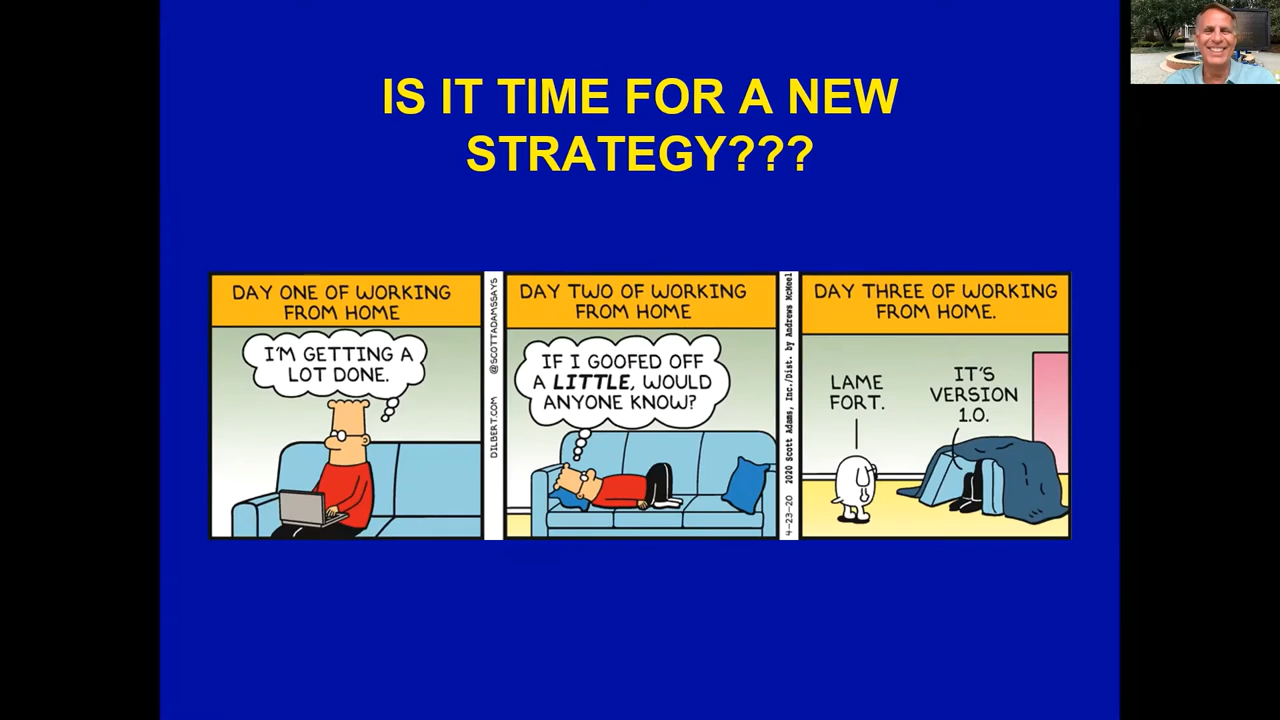 IS IT TIME FOR A NEW
STRATEGY???
DAY ONE OF WORKING
FROM HOME
I'M GETTING A
LOT DONE.
DILBERT.COM @SCOTTADAMSSAYS
DAY TWO OF WORKING
FROM HOME
IF I GOOFED OFF
A LITTLE, WOULD
ANYONE KNOW?
4-23-20 2020 Scott Adams, Inc./Dist. by Andrews McMeel
DAY THREE OF WORKING
FROM HOME.
LAME
FORT.
IT'S
VERSION
1.0.